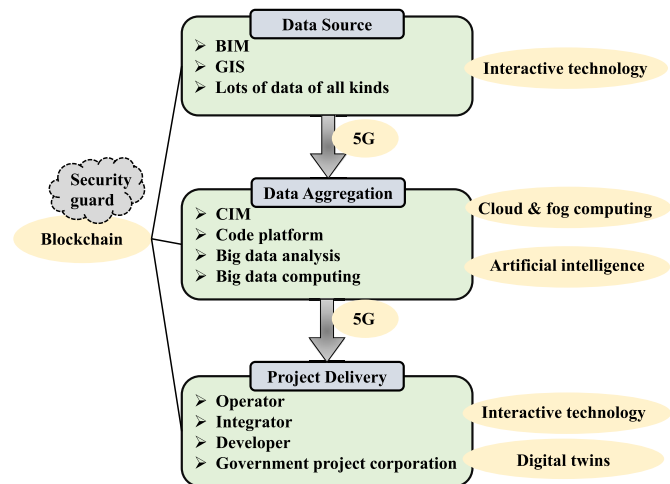 Data Source
BIM
GIS
Lots of data of all kinds
Interactive technology
5G
Security
guard
Blockchain
Data Aggregation
CIM
Code platform
Big data analysis
Big data computing
Cloud & fog computing
Artificial intelligence
5G
Project Delivery
Operator
Integrator
Developer
Government project corporation
Interactive technology
Digital twins